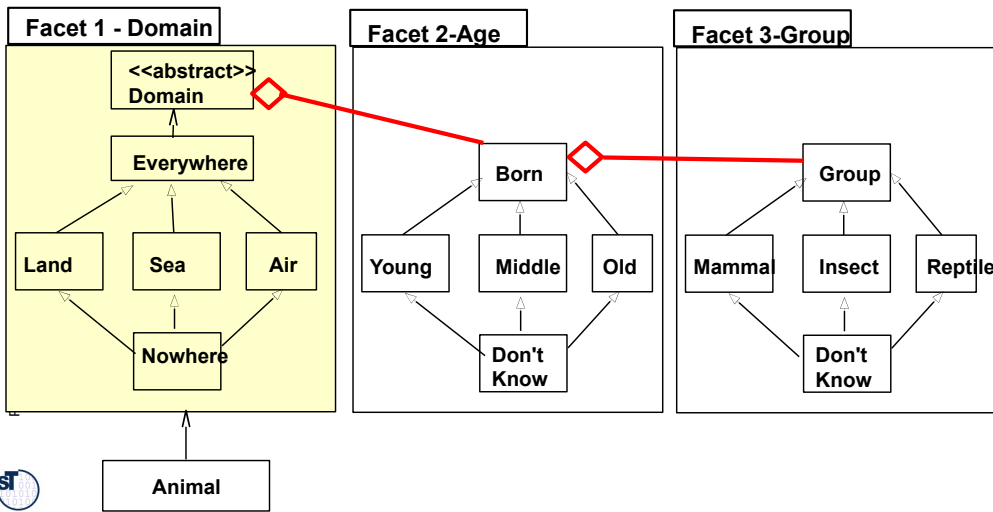 Facet 1 - Domain
Facet 2-Age
Facet 3-Group
<<abstract>>
Domain
Everywhere
Land
Sea
Air
Nowhere
Animal
Born
Young
Middle
Old
Don't
Know
Group
Mammal
Insect
Reptile
Don't
Know
ST